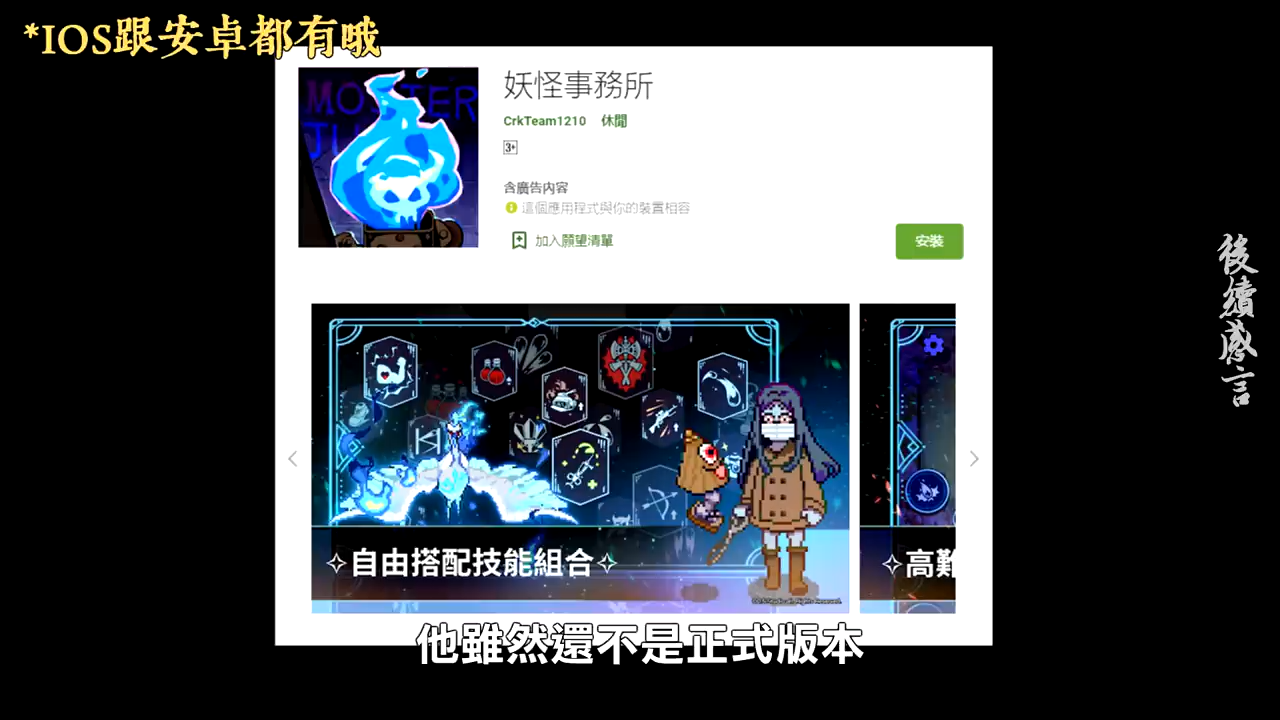 *IOS跟安卓都有哦
MONSTER
妖怪事務所
CrkTeam1210 休閒
3+
含廣告內容
這個應用程式與你的裝置相容
加入願望清單
安裝
後續感言
自由搭配技能組合
高難
他雖然還不是正式版本